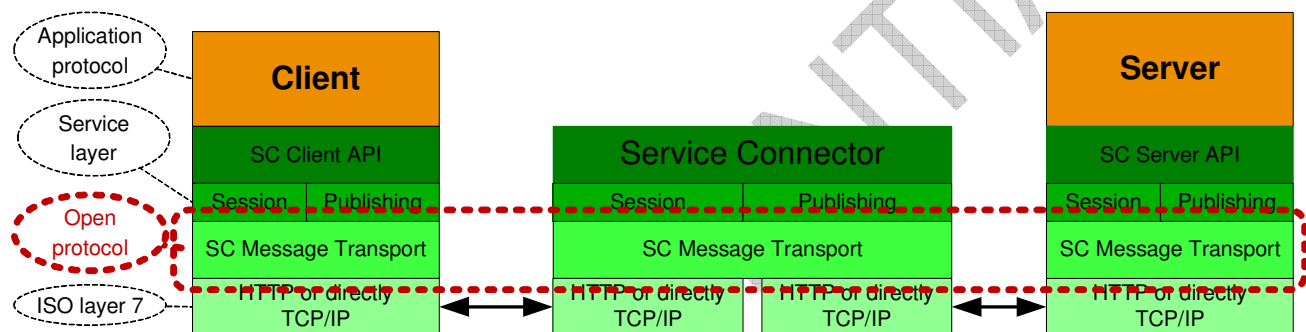 Application
protocol
Client
Server
Service
layer
SC Client API
Service Connector
SC Server API
Session Publishing
Session Publishing
Session Publishing
Open
protocol
SC Message Transport
SC Message Transport
SC Message Transport
ISO layer 7
HTTP or directly
TCP/IP
HTTP or directly
TCP/IP
HTTP or directly
TCP/IP
HTTP or directly
TCP/IP